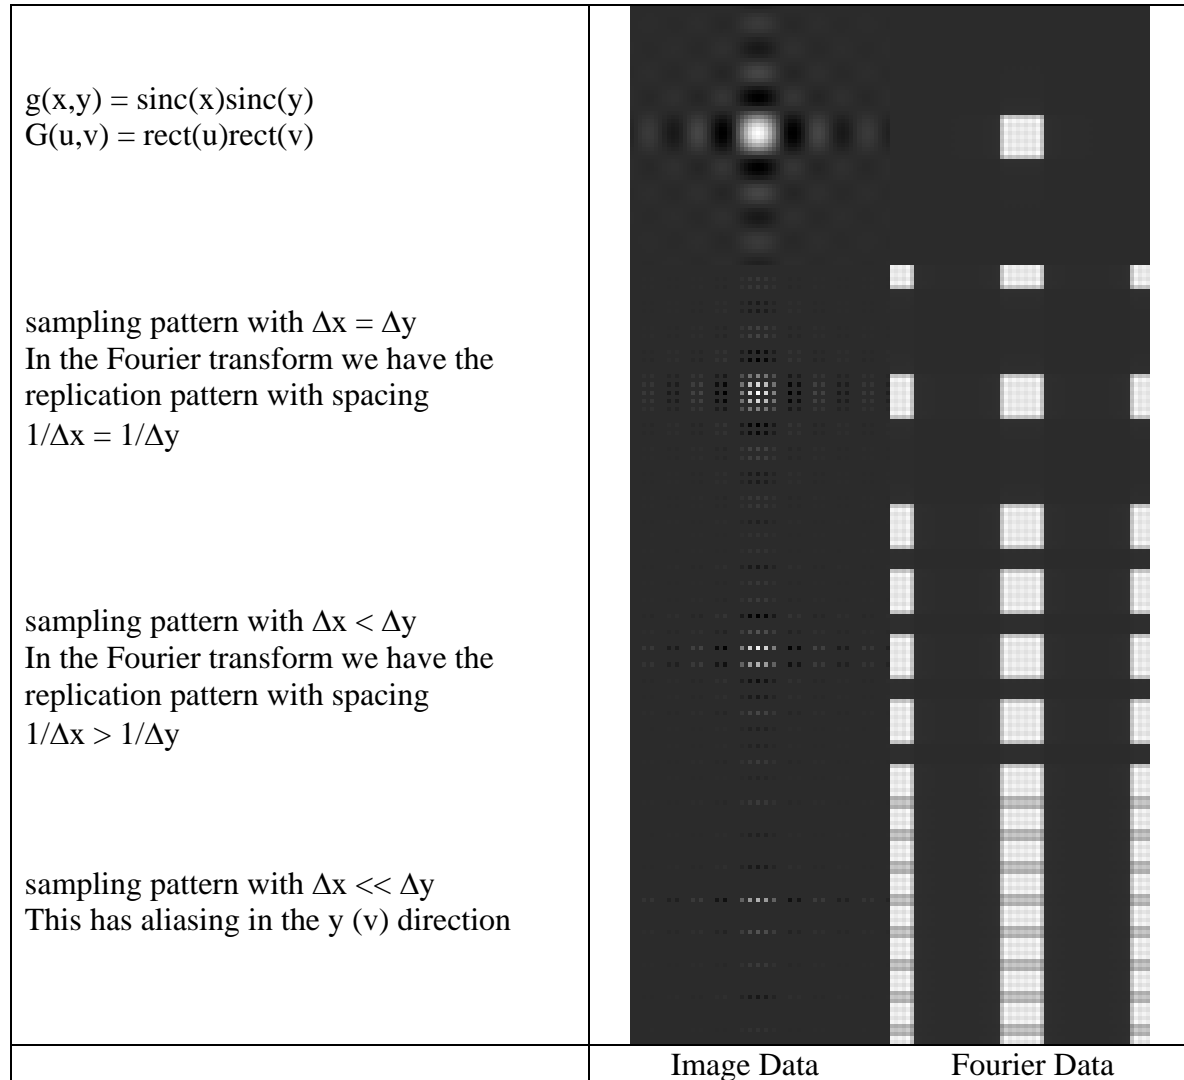 g(x,y) = sinc(x)sinc(y)
G(u,v) = rect(u)rect(v)
sampling pattern with Δx = Δy
In the Fourier transform we have the
replication pattern with spacing
1/Δx = 1/Δy
sampling pattern with Δx < Δy
In the Fourier transform we have the
replication pattern with spacing
1/Δx > 1/Δy
sampling pattern with Δx << Δy
This has aliasing in the y (v) direction
Image Data
Fourier Data